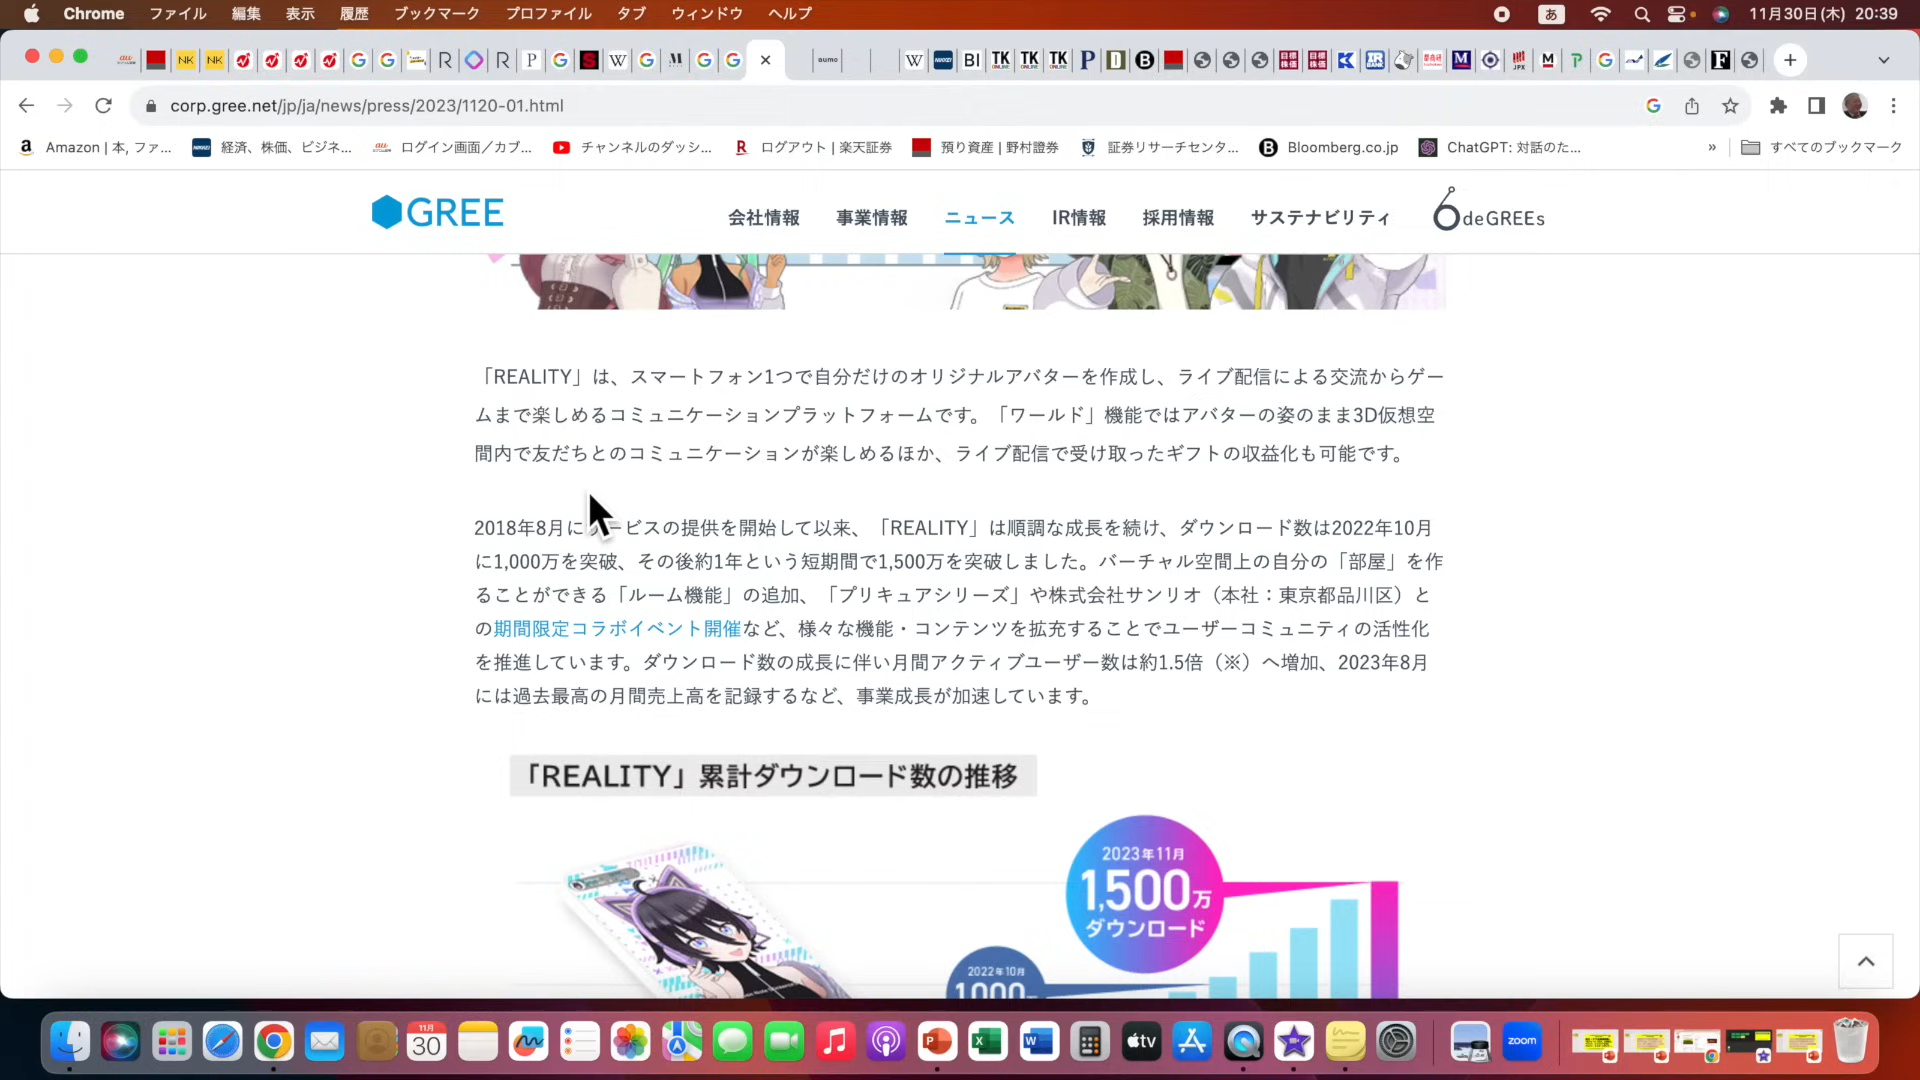 Chrome ファイル 編集 表示 履歴 ブックマーク プロファイル タブ ウィンドウ ヘルプ あ 11月30日(木) 20:39
corp.gree.net/jp/ja/news/press/2023/1120-01.html
Amazon | 本, ファ... 経済、株価、ビジネ... ログイン画面／カブ... チャンネルのダッシ... ログアウト | 楽天証券 預り資産 | 野村證券 証券リサーチセンタ... Bloomberg.co.jp ChatGPT: 対話のた... » すべてのブックマーク
GREE 会社情報 事業情報 ニュース IR情報 採用情報 サステナビリティ 6deGREEs
「REALITY」は、スマートフォン1つで自分だけのオリジナルアバターを作成し、ライブ配信による交流からゲー
ムまで楽しめるコミュニケーションプラットフォームです。「ワールド」機能ではアバターの姿のまま3D仮想空
間内で友だちとのコミュニケーションが楽しめるほか、ライブ配信で受け取ったギフトの収益化も可能です。
2018年8月に ービスの提供を開始して以来、「REALITY」は順調な成長を続け、ダウンロード数は2022年10月
に1,000万を突破、その後約1年という短期間で1,500万を突破しました。バーチャル空間上の自分の「部屋」を作
ることができる「ルーム機能」の追加、「プリキュアシリーズ」や株式会社サンリオ（本社：東京都品川区）と
の期間限定コラボイベント開催など、様々な機能・コンテンツを拡充することでユーザーコミュニティの活性化
を推進しています。ダウンロード数の成長に伴い月間アクティブユーザー数は約1.5倍（※）へ増加、2023年8月
には過去最高の月間売上高を記録するなど、事業成長が加速しています。
「REALITY」累計ダウンロード数の推移
2023年11月
1,500万
ダウンロード
2022年10月
1,000
11月
30
tv
zoom